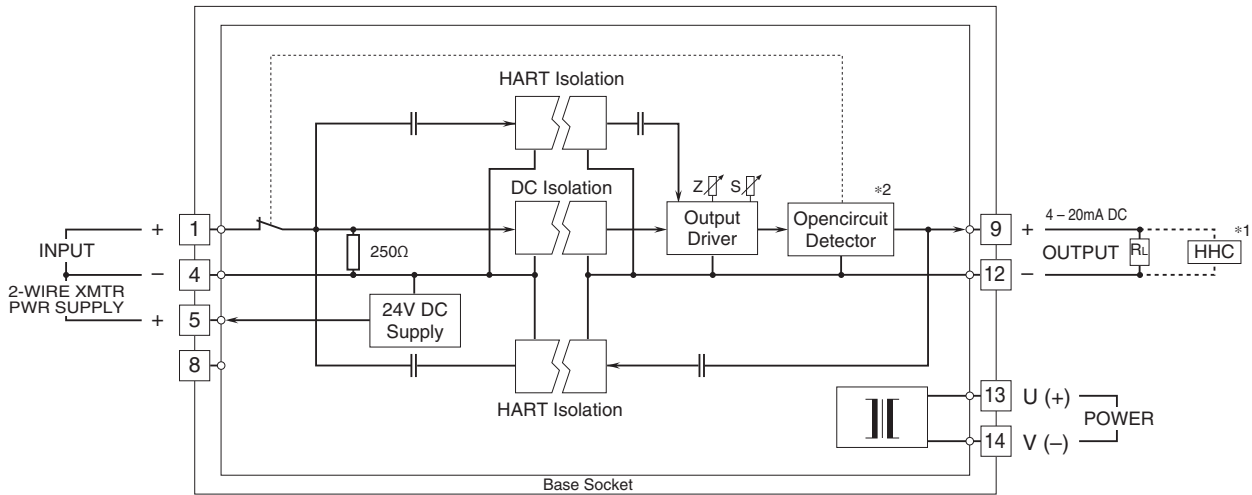 HART Isolation
DC Isolation
Z
S
*2
Output
Driver
Opencircuit
Detector
+
1
INPUT
–
4
2-WIRE XMTR
PWR SUPPLY
+
5
8
250Ω
24V DC
Supply
HART Isolation
9
+
4 – 20mA DC
*1
OUTPUT
RL
HHC
12
–
13
U (+)
POWER
14
V (–)
Base Socket